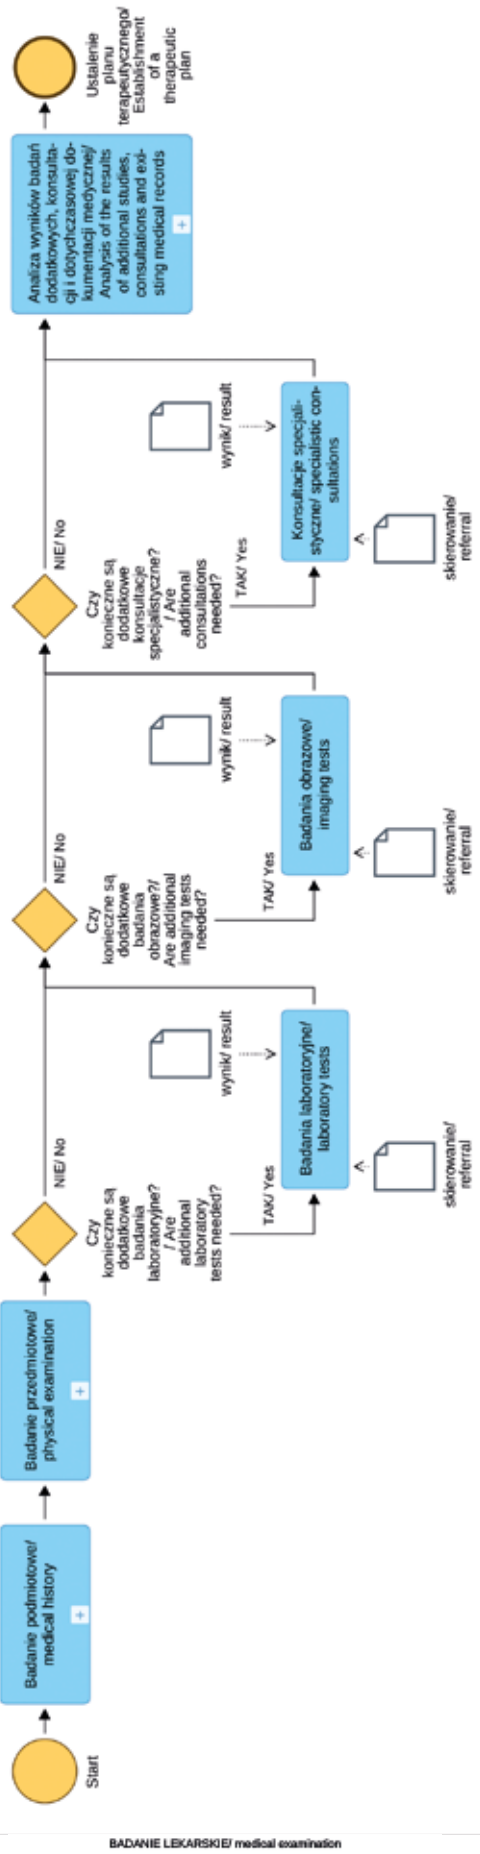 BADANIE LEKARSKIE/ medical examination
Start
Badanie podmiotowe/
medical history
Badanie przedmiotowe/
physical examination
Czy
konieczne są
dodatkowe
badania
laboratoryjne?
/ Are
additional
laboratory
tests needed?
NIE/ No
TAK/ Yes
Badania laboratoryjne/
laboratory tests
wynik/ result
skierowanie/
referral
Czy
konieczne są
dodatkowe
badania
obrazowe?/
Are additional
imaging tests
needed?
NIE/ No
TAK/ Yes
Badania obrazowe/
imaging tests
wynik/ result
skierowanie/
referral
Czy
konieczne są
dodatkowe
konsultacje
specjalistyczne?
/ Are
additional
consultations
needed?
NIE/ No
TAK/ Yes
Konsultacje specjali-
styczne/ specialistic con-
sultations
wynik/ result
skierowanie/
referral
Analiza wyników badań
dodatkowych, konsulta-
cji i dotychczasowej do-
kumentacji medycznej/
Analysis of the results
of additional studies,
consultations and exi-
sting medical records
Ustalenie
planu
terapeutycznego/
Establishment
of a
therapeutic
plan